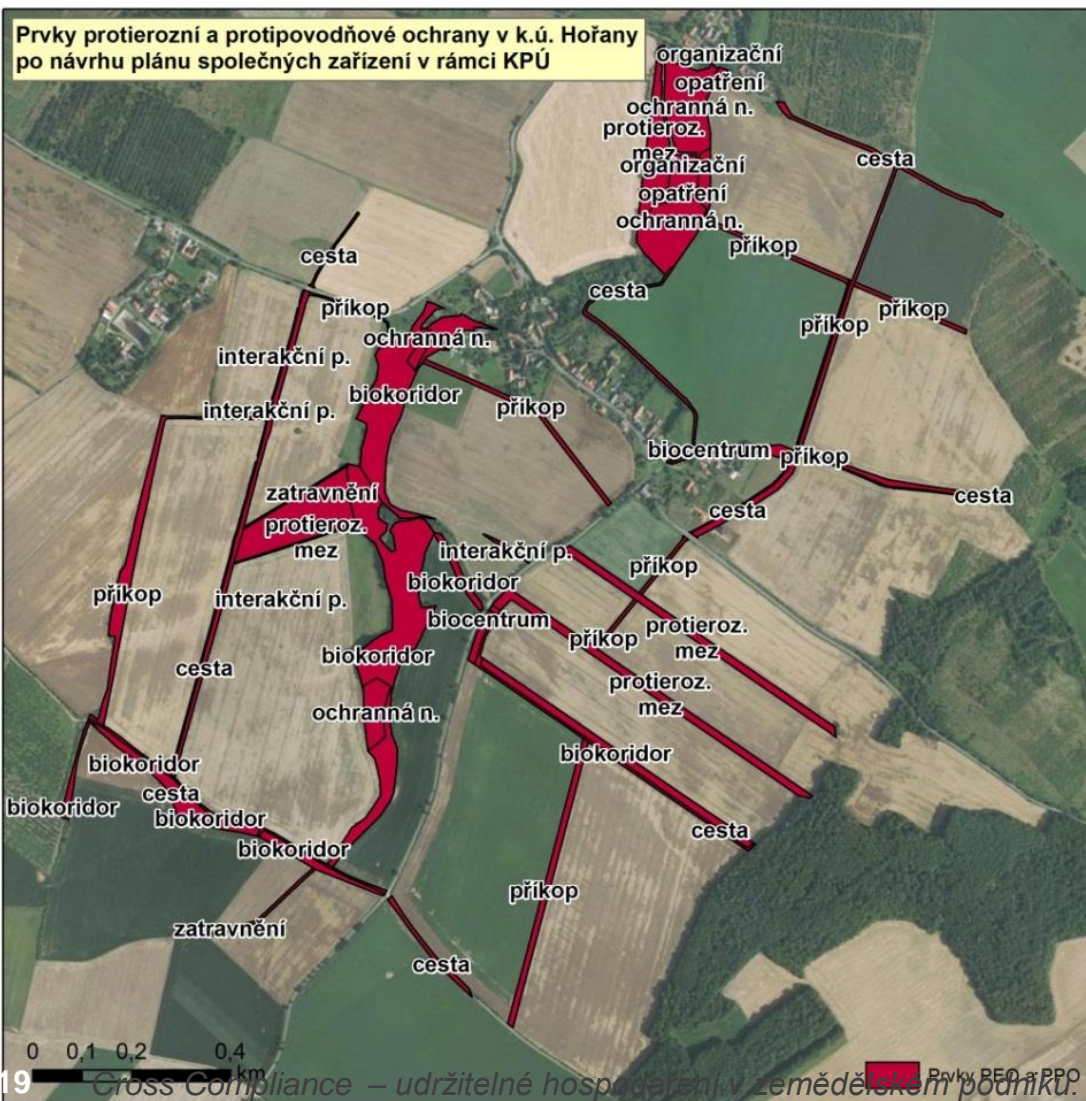 Prvky protierozní a protipovodňové ochrany v k.ú. Hořany
po návrhu plánu společných zařízení v rámci KPÚ
organizační
opatření
ochranná n.
protieroz.
mez
organizační
opatření
ochranná n.
cesta
příkop
cesta
cesta
příkop
příkop
příkop
ochranná n.
interakční p.
biokoridor
příkop
interakční p.
biocentrum
příkop
zatravnění
cesta
cesta
protieroz.
mez
interakční p.
příkop
biokoridor
příkop
interakční p.
biocentrum
příkop
protieroz.
mez
biokoridor
cesta
protieroz.
mez
ochranná n.
biokoridor
biokoridor
cesta
biokoridor
biokoridor
cesta
biokoridor
příkop
zatravnění
cesta
0 0,1 0,2 0,4
km
Prvky PEO a PPO
19
Cross Compliance – udržitelné hospodaření v zemědělském podniku.